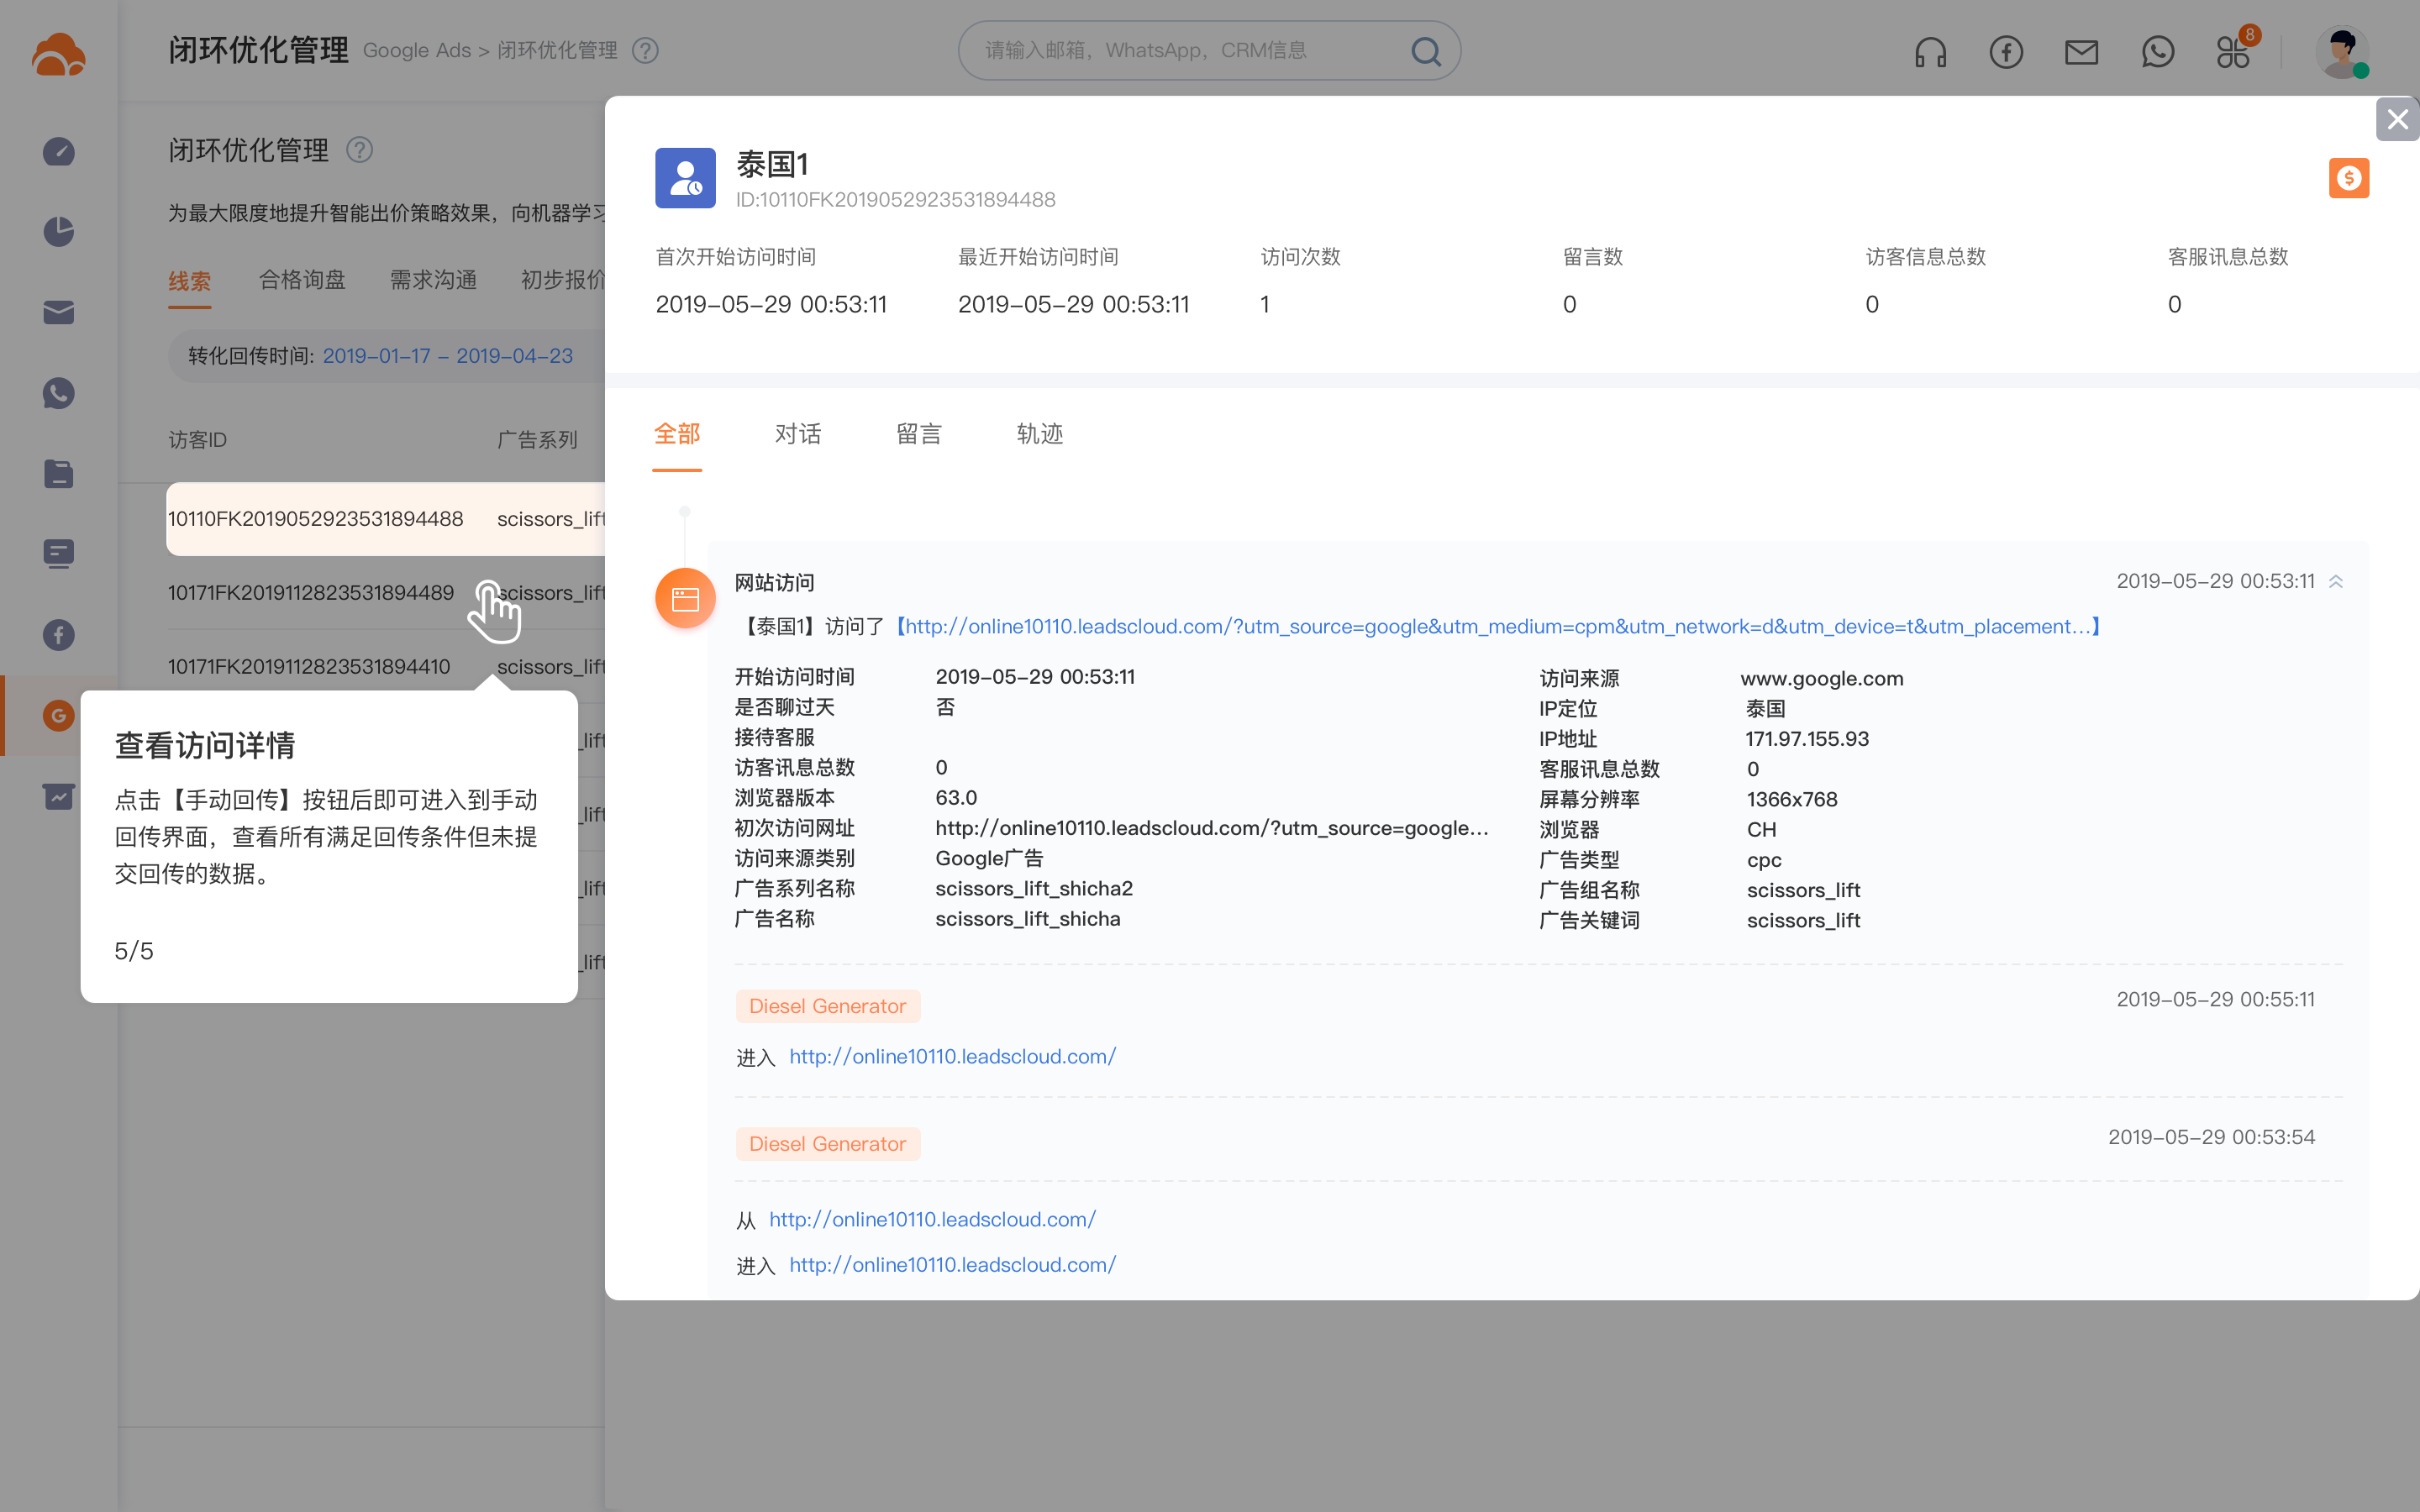 闭环优化管理 Google Ads > 闭环优化管理 ?
请输入邮箱，WhatsApp，CRM信息
8
闭环优化管理 ?
为最大限度地提升智能出价策略效果，向机器学习
线索 合格询盘 需求沟通 初步报价
转化回传时间: 2019-01-17 - 2019-04-23
访客ID 广告系列
10110FK2019052923531894488 scissors_lift
10171FK2019112823531894489 scissors_lift
10171FK2019112823531894410 scissors_lift
_lift
_lift
_lift
_lift
查看访问详情
点击【手动回传】按钮后即可进入到手动
回传界面，查看所有满足回传条件但未提
交回传的数据。
5/5
泰国1
ID:10110FK2019052923531894488
首次开始访问时间 最近开始访问时间 访问次数 留言数 访客信息总数 客服讯息总数
2019-05-29 00:53:11 2019-05-29 00:53:11 1 0 0 0
全部 对话 留言 轨迹
网站访问 2019-05-29 00:53:11
【泰国1】访问了【http://online10110.leadscloud.com/?utm_source=google&utm_medium=cpm&utm_network=d&utm_device=t&utm_placement...】
开始访问时间 2019-05-29 00:53:11 访问来源 www.google.com
是否聊过天 否 IP定位 泰国
接待客服 IP地址 171.97.155.93
访客讯息总数 0 客服讯息总数 0
浏览器版本 63.0 屏幕分辨率 1366x768
初次访问网址 http://online10110.leadscloud.com/?utm_source=google... 浏览器 CH
访问来源类别 Google广告 广告类型 cpc
广告系列名称 scissors_lift_shicha2 广告组名称 scissors_lift
广告名称 scissors_lift_shicha 广告关键词 scissors_lift
Diesel Generator 2019-05-29 00:55:11
进入 http://online10110.leadscloud.com/
Diesel Generator 2019-05-29 00:53:54
从 http://online10110.leadscloud.com/
进入 http://online10110.leadscloud.com/